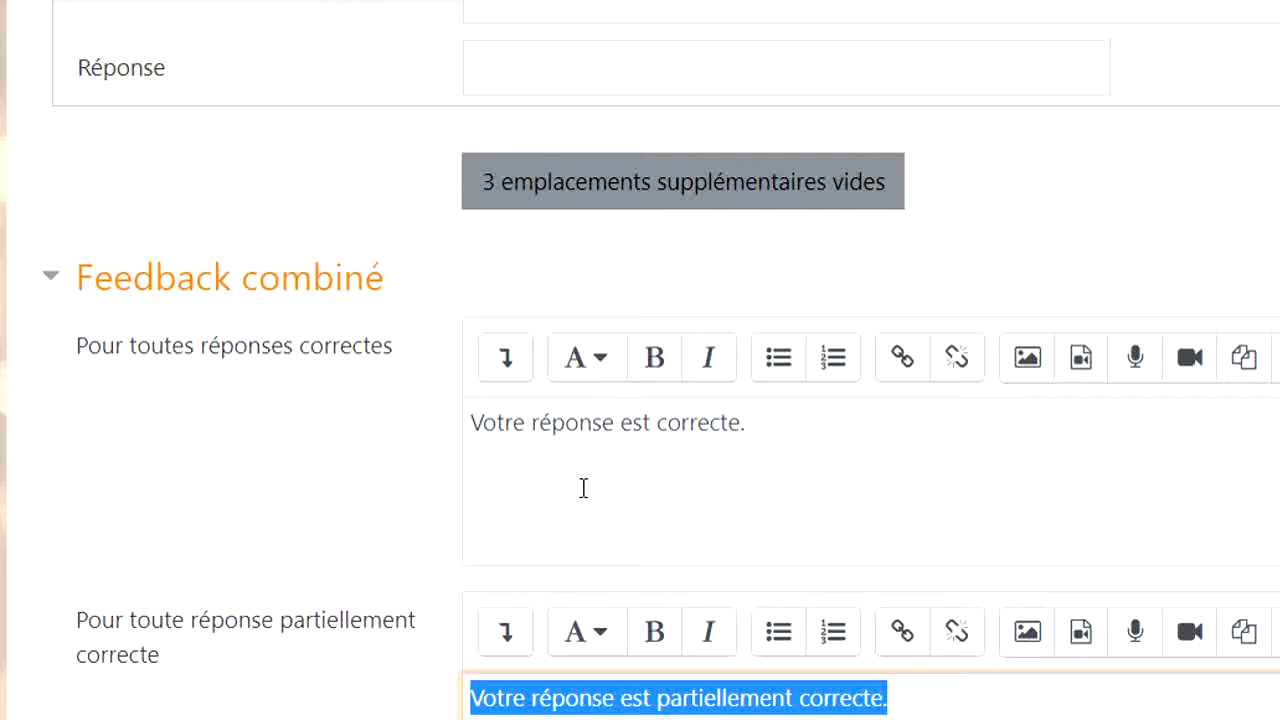 Réponse
3 emplacements supplémentaires vides
Feedback combiné
Pour toutes réponses correctes
A B I
Votre réponse est correcte.
Pour toute réponse partiellement
correcte
A B I
Votre réponse est partiellement correcte.